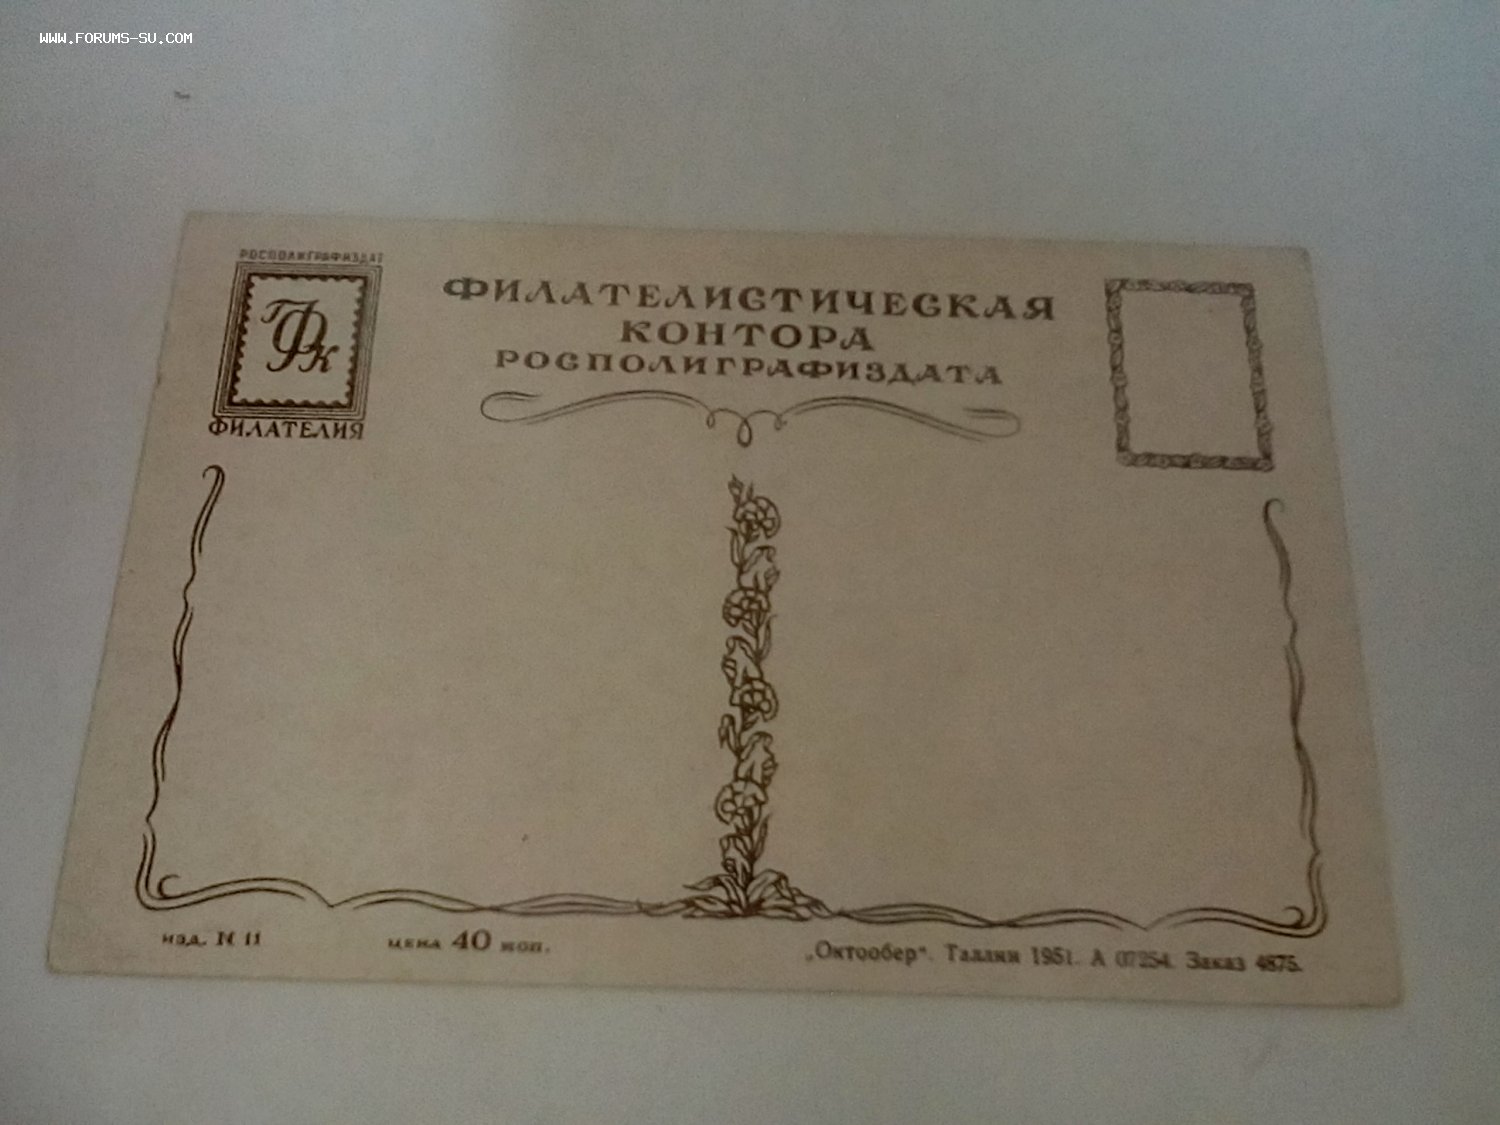 WWW.FORUMS-SU.COM
РОСПОЛИГРАФИЗДАТ
ГФК
ФИЛАТЕЛИЯ
ФИЛАТЕЛИСТИЧЕСКАЯ
КОНТОРА
РОСПОЛИГРАФИЗДАТА
изд. N 11
цена 40 коп.
„Октообер“. Таллин 1951. А 07254. Заказ 4875.